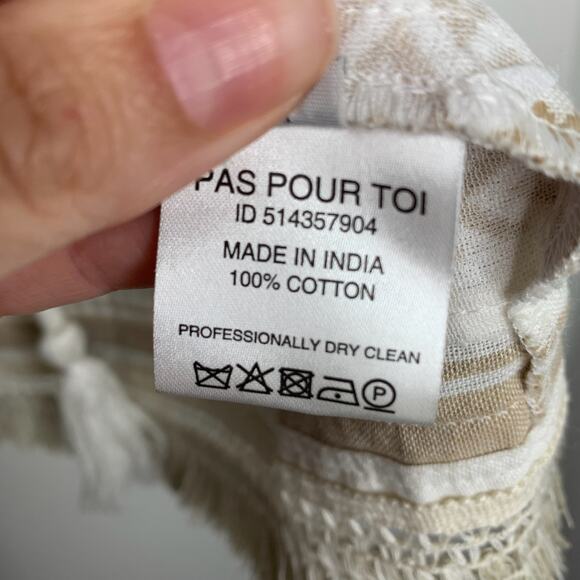 PAS POUR TOI
ID 514357904
MADE IN INDIA
100% COTTON
PROFESSIONALLY DRY CLEAN
P